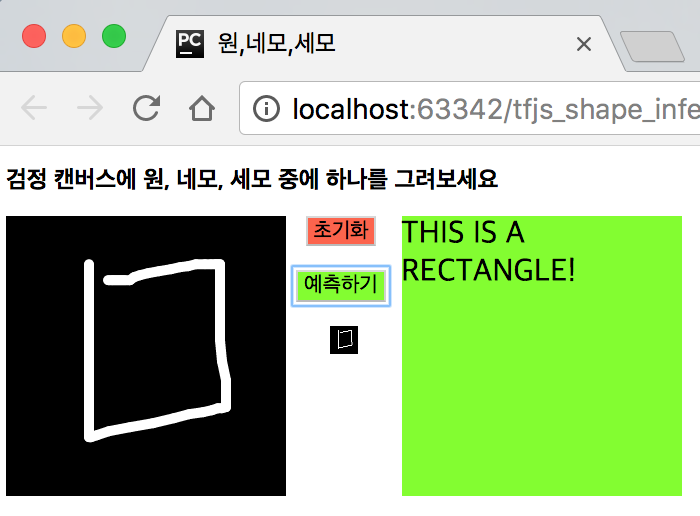 PC 원,네모,세모
localhost:63342/tfjs_shape_infe
검정 캔버스에 원, 네모, 세모 중에 하나를 그려보세요
초기화
예측하기
THIS IS A
RECTANGLE!